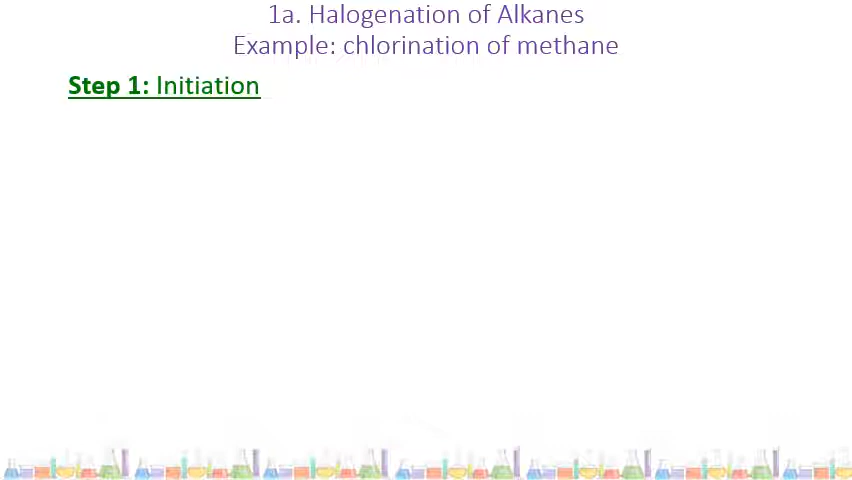 1a. Halogenation of Alkanes
Example: chlorination of methane
Step 1: Initiation